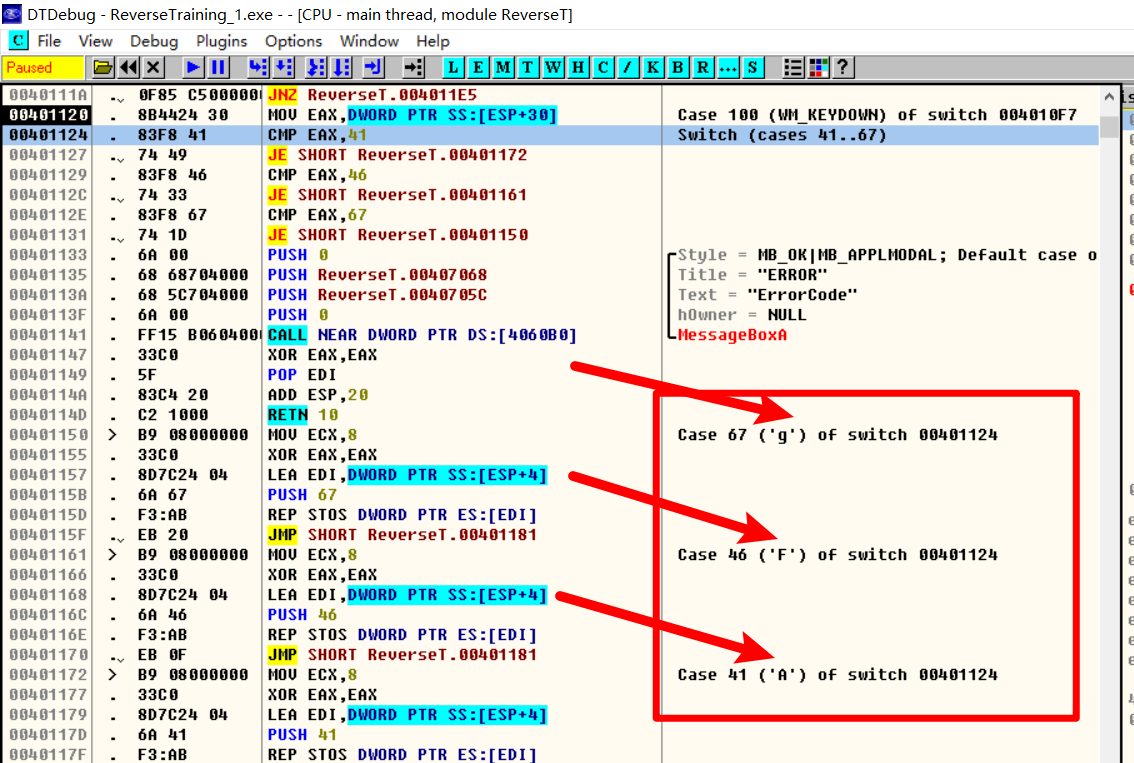 DTDebug - ReverseTraining_1.exe - - [CPU - main thread, module ReverseT]
C File View Debug Plugins Options Window Help
Paused L E M T W H C / K B R ... S ?
0040111A . 0F85 C5000000 JNZ ReverseT.004011E5
00401120 . 8B4424 30 MOV EAX,DWORD PTR SS:[ESP+30] Case 100 (WM_KEYDOWN) of switch 004010F7
00401124 . 83F8 41 CMP EAX,41 Switch (cases 41..67)
00401127 . 74 49 JE SHORT ReverseT.00401172
00401129 . 83F8 46 CMP EAX,46
0040112C . 74 33 JE SHORT ReverseT.00401161
0040112E . 83F8 67 CMP EAX,67
00401131 . 74 1D JE SHORT ReverseT.00401150
00401133 . 6A 00 PUSH 0 Style = MB_OK|MB_APPLMODAL; Default case o
00401135 . 68 68704000 PUSH ReverseT.00407068 Title = "ERROR"
0040113A . 68 5C704000 PUSH ReverseT.0040705C Text = "ErrorCode"
0040113F . 6A 00 PUSH 0 hOwner = NULL
00401141 . FF15 B0604000 CALL NEAR DWORD PTR DS:[4060B0] MessageBoxA
00401147 . 33C0 XOR EAX,EAX
00401149 . 5F POP EDI
0040114A . 83C4 20 ADD ESP,20
0040114D . C2 1000 RETN 10
00401150 > B9 08000000 MOV ECX,8 Case 67 ('g') of switch 00401124
00401155 . 33C0 XOR EAX,EAX
00401157 . 8D7C24 04 LEA EDI,DWORD PTR SS:[ESP+4]
0040115B . 6A 67 PUSH 67
0040115D . F3:AB REP STOS DWORD PTR ES:[EDI]
0040115F . EB 20 JMP SHORT ReverseT.00401181
00401161 > B9 08000000 MOV ECX,8 Case 46 ('F') of switch 00401124
00401166 . 33C0 XOR EAX,EAX
00401168 . 8D7C24 04 LEA EDI,DWORD PTR SS:[ESP+4]
0040116C . 6A 46 PUSH 46
0040116E . F3:AB REP STOS DWORD PTR ES:[EDI]
00401170 . EB 0F JMP SHORT ReverseT.00401181
00401172 > B9 08000000 MOV ECX,8 Case 41 ('A') of switch 00401124
00401177 . 33C0 XOR EAX,EAX
00401179 . 8D7C24 04 LEA EDI,DWORD PTR SS:[ESP+4]
0040117D . 6A 41 PUSH 41
0040117F . F3:AB REP STOS DWORD PTR ES:[EDI]